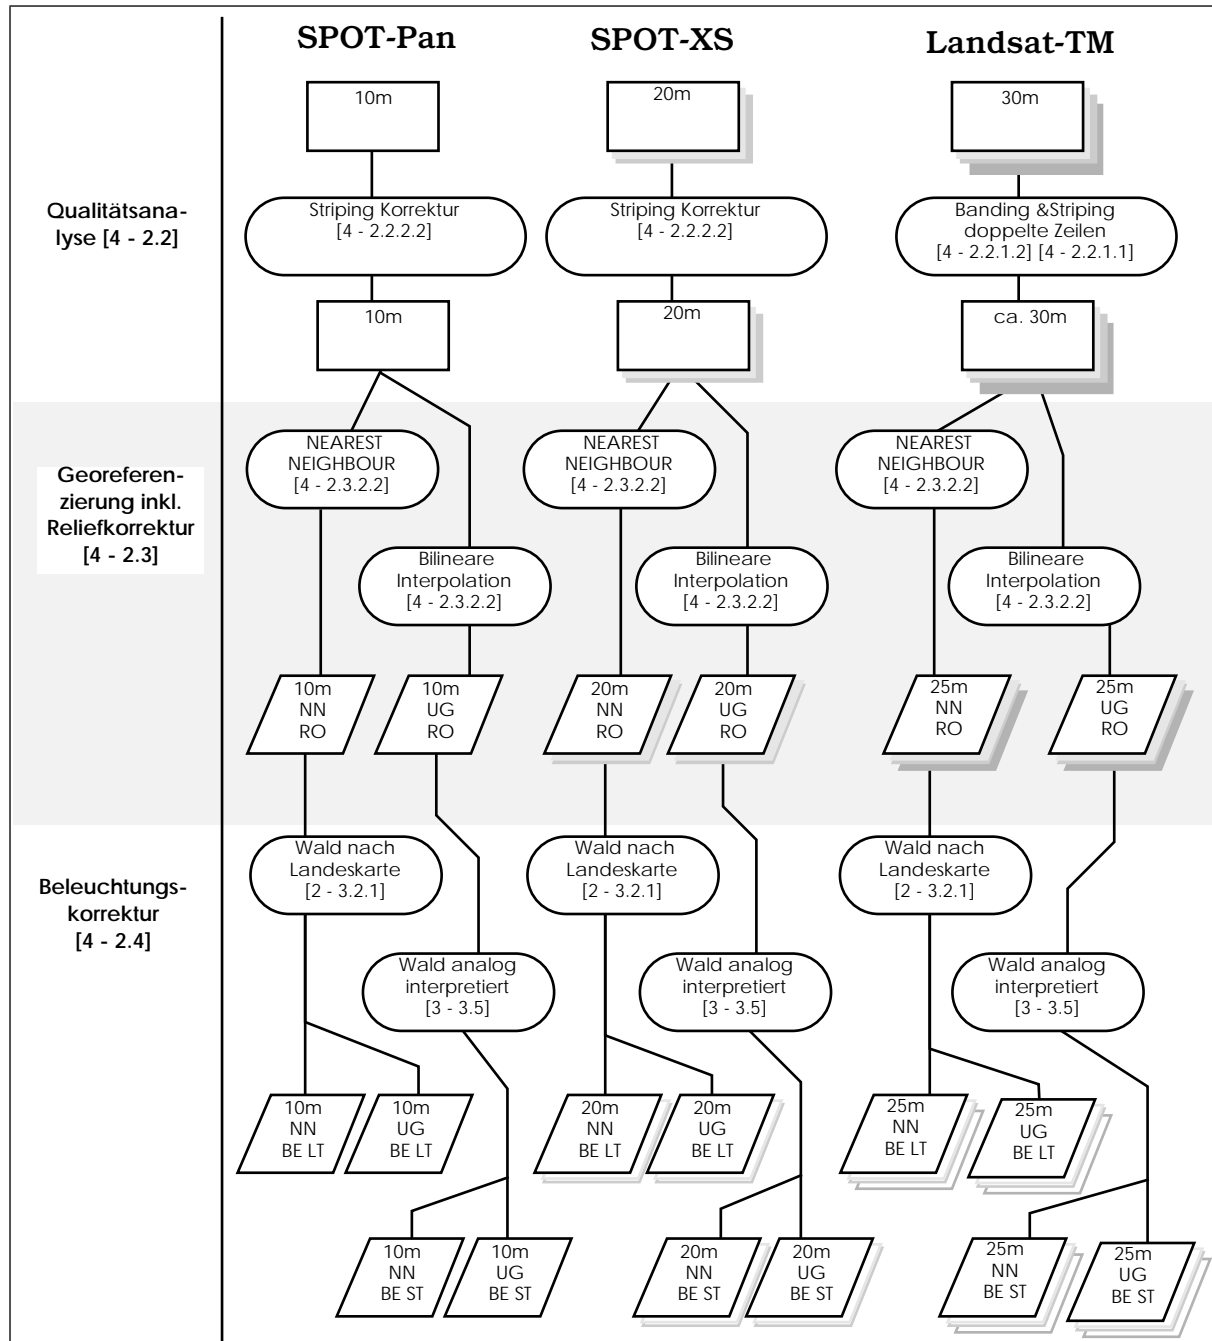 SPOT-Pan
SPOT-XS
Landsat-TM
10m
20m
30m
Qualitätsana-
lyse [4 - 2.2]
Striping Korrektur
[4 - 2.2.2.2]
Striping Korrektur
[4 - 2.2.2.2]
Banding &Striping
doppelte Zeilen
[4 - 2.2.1.2] [4 - 2.2.1.1]
10m
20m
ca. 30m
Georeferen-
zierung inkl.
Reliefkorrektur
[4 - 2.3]
NEAREST
NEIGHBOUR
[4 - 2.3.2.2]
NEAREST
NEIGHBOUR
[4 - 2.3.2.2]
NEAREST
NEIGHBOUR
[4 - 2.3.2.2]
Bilineare
Interpolation
[4 - 2.3.2.2]
Bilineare
Interpolation
[4 - 2.3.2.2]
Bilineare
Interpolation
[4 - 2.3.2.2]
10m
NN
RO
10m
UG
RO
20m
NN
RO
20m
UG
RO
25m
NN
RO
25m
UG
RO
Beleuchtungs-
korrektur
[4 - 2.4]
Wald nach
Landeskarte
[2 - 3.2.1]
Wald nach
Landeskarte
[2 - 3.2.1]
Wald nach
Landeskarte
[2 - 3.2.1]
Wald analog
interpretiert
[3 - 3.5]
Wald analog
interpretiert
[3 - 3.5]
Wald analog
interpretiert
[3 - 3.5]
10m
NN
BE LT
10m
UG
BE LT
20m
NN
BE LT
20m
UG
BE LT
25m
NN
BE LT
25m
UG
BE LT
10m
NN
BE ST
10m
UG
BE ST
20m
NN
BE ST
20m
UG
BE ST
25m
NN
BE ST
25m
UG
BE ST